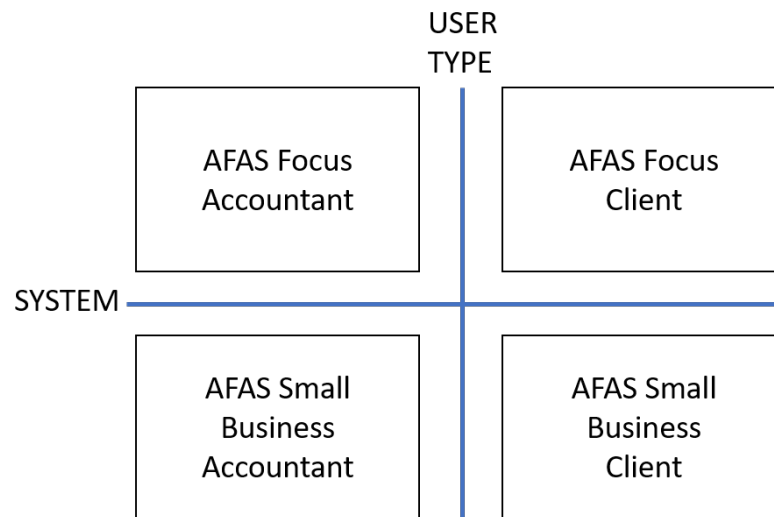 USER
TYPE
AFAS Focus
Accountant
AFAS Focus
Client
SYSTEM
AFAS Small
Business
Accountant
AFAS Small
Business
Client